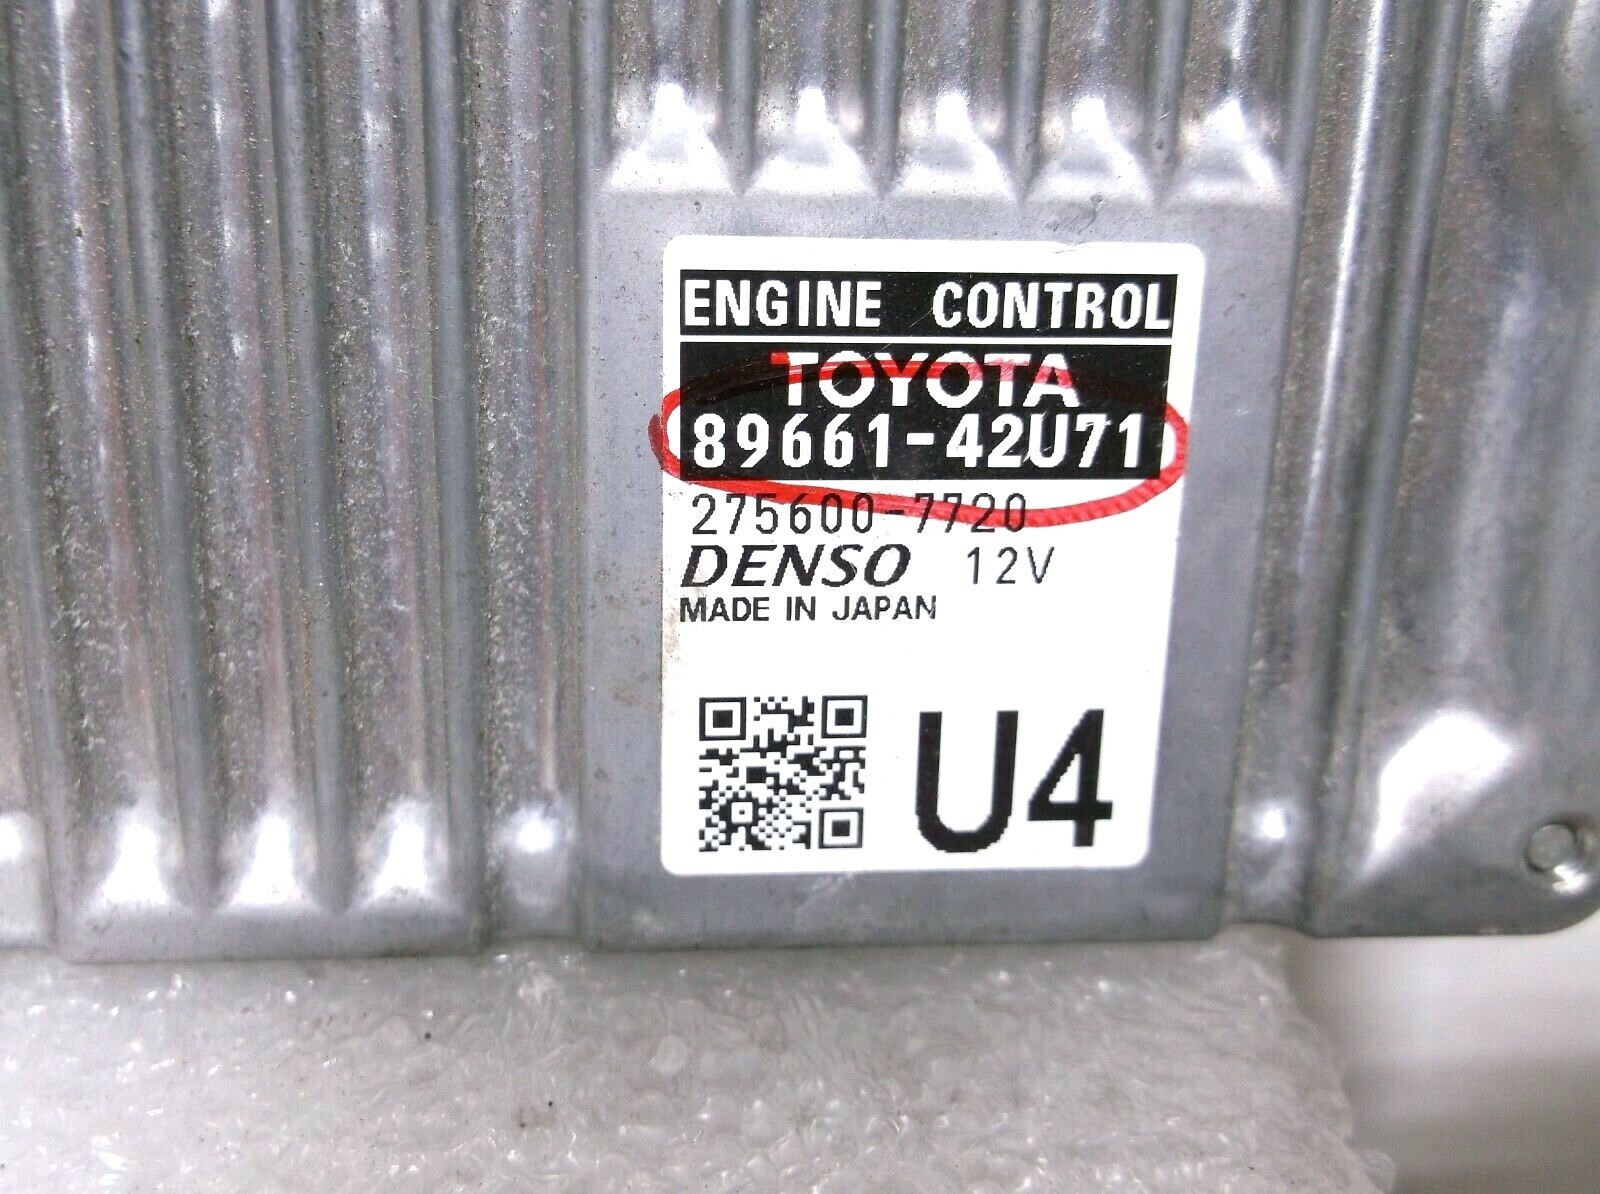 ENGINE CONTROL
TOYOTA
89661-42U71
275600-7720
DENSO 12V
MADE IN JAPAN
U4